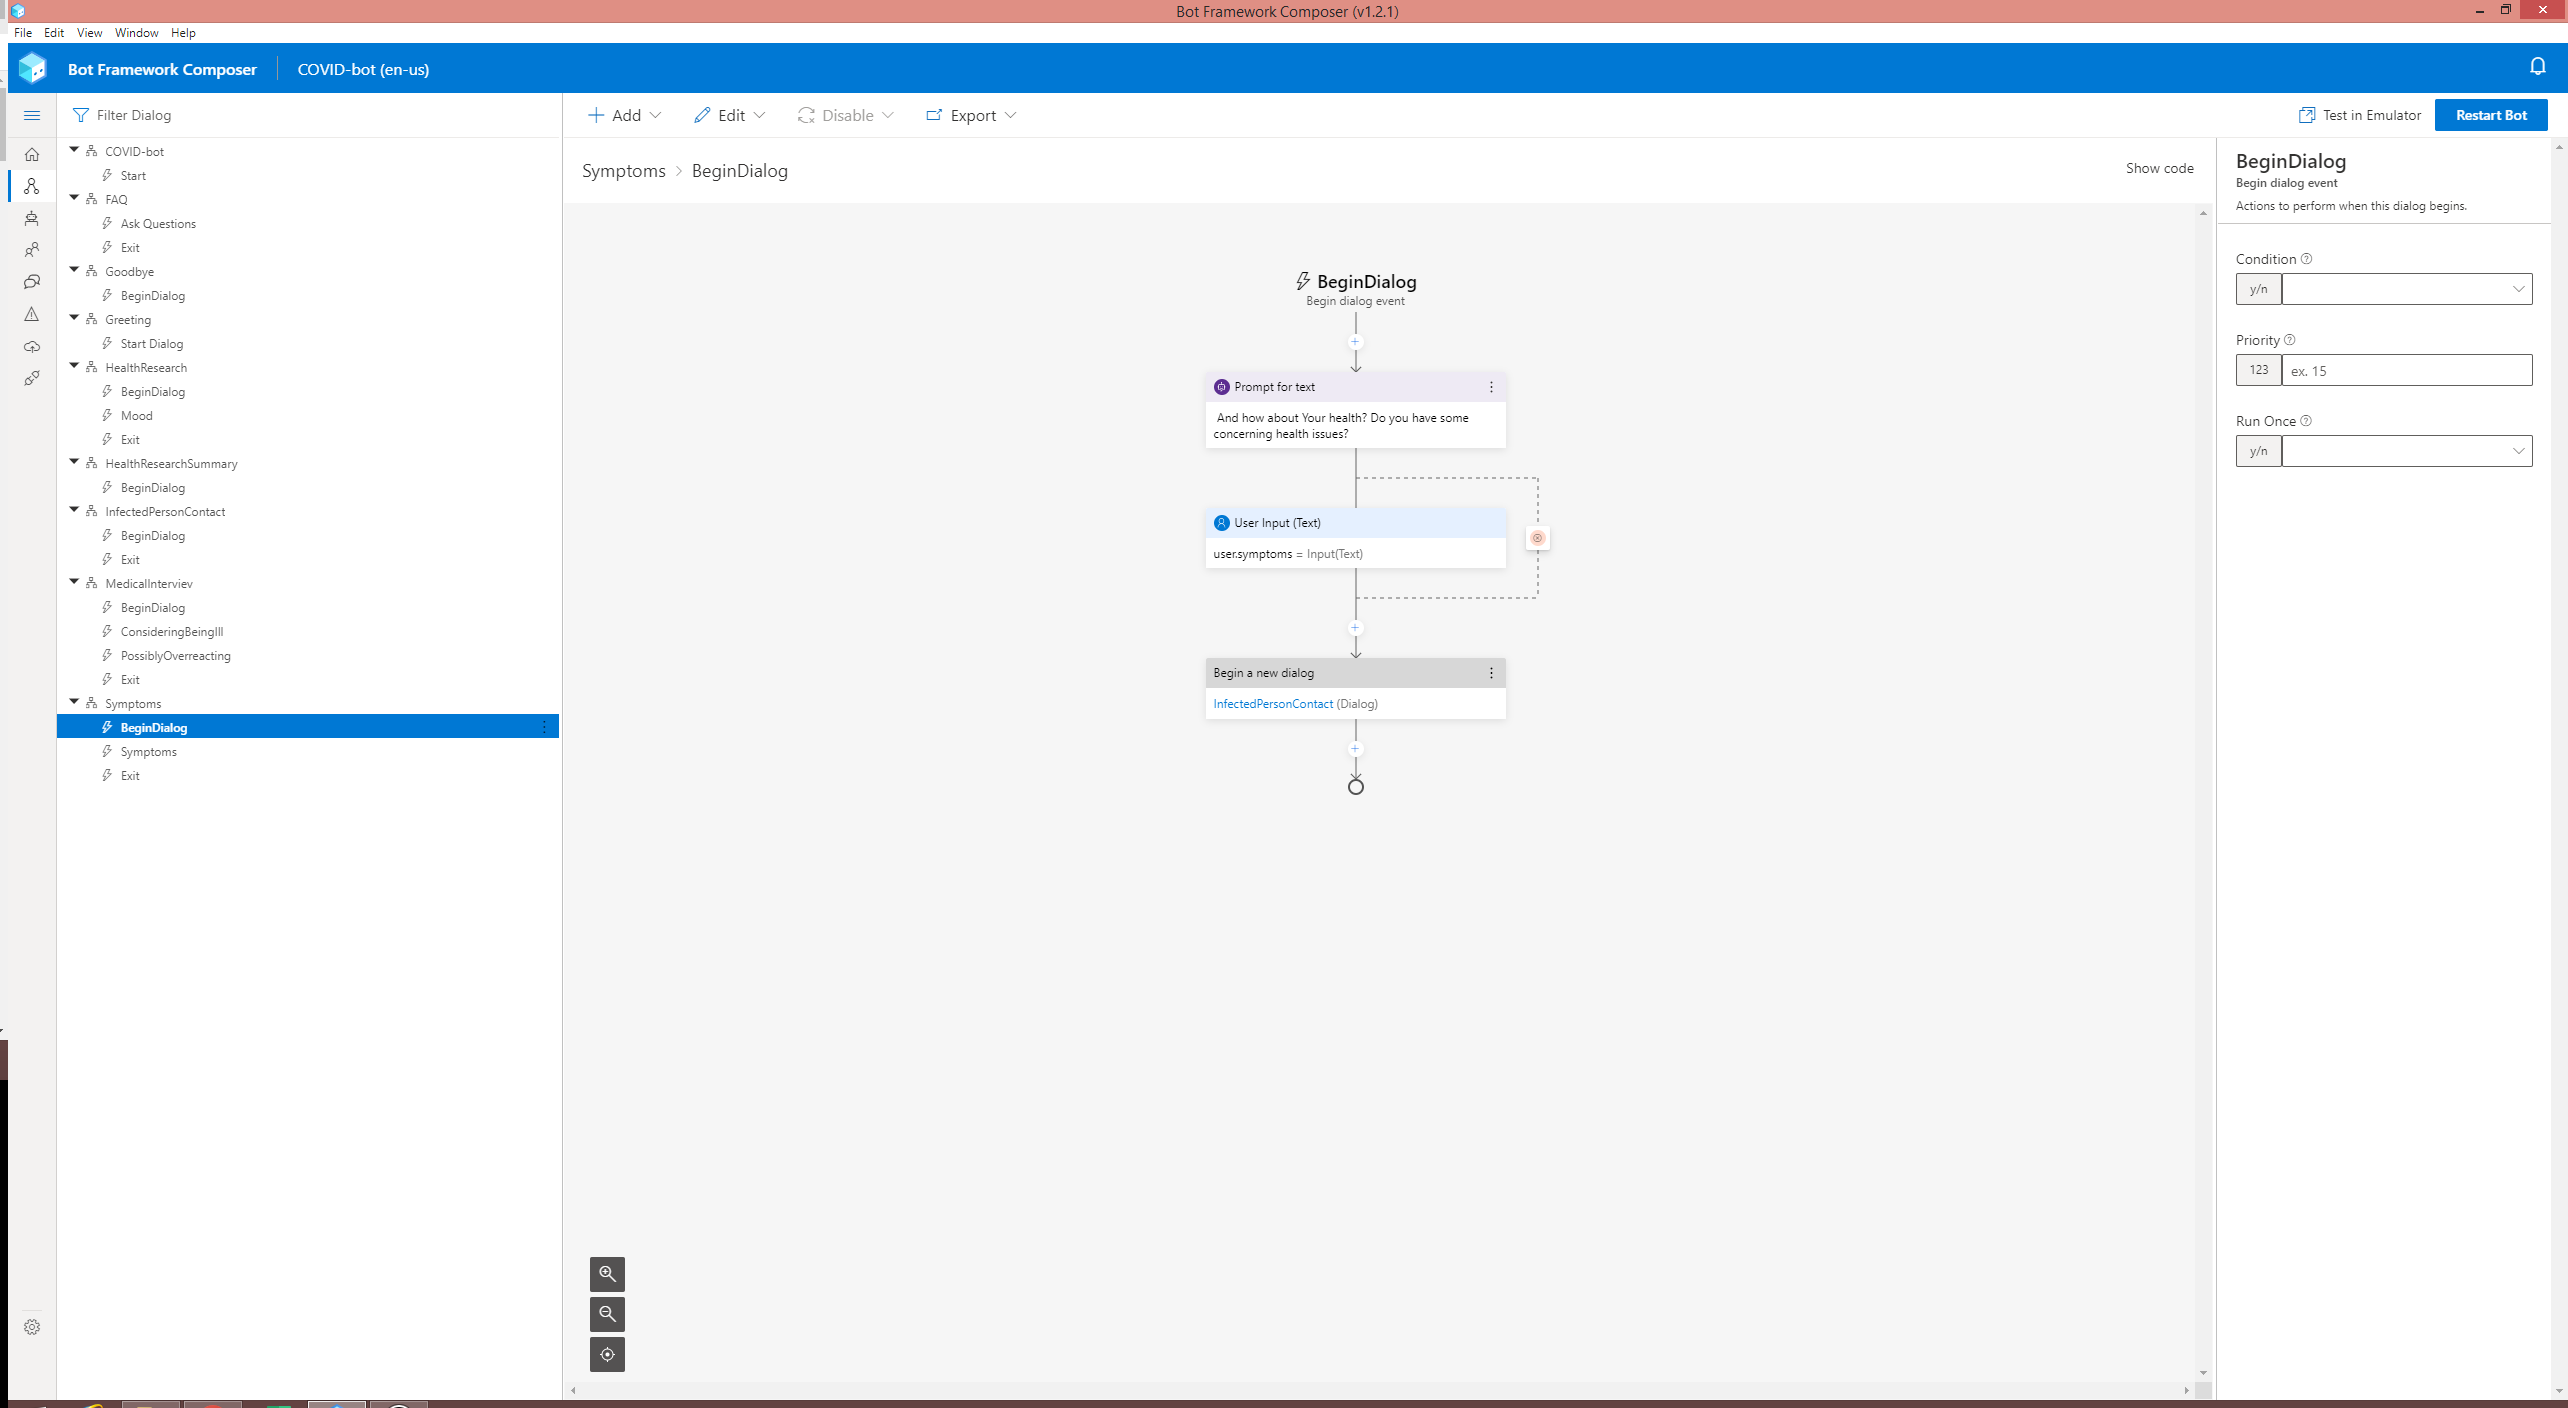 Bot Framework Composer (v1.2.1)
File Edit View Window Help
Bot Framework Composer COVID-bot (en-us)
Filter Dialog
Add Edit Disable Export Test in Emulator Restart Bot
COVID-bot
Start
FAQ
Ask Questions
Exit
Goodbye
BeginDialog
Greeting
Start Dialog
HealthResearch
BeginDialog
Mood
Exit
HealthResearchSummary
BeginDialog
InfectedPersonContact
BeginDialog
Exit
MedicalInterviev
BeginDialog
ConsideringBeingIll
PossiblyOverreacting
Exit
Symptoms
BeginDialog
Symptoms
Exit
Symptoms > BeginDialog
Show code
BeginDialog
Begin dialog event
Prompt for text
And how about Your health? Do you have some
concerning health issues?
User Input (Text)
user.symptoms = Input(Text)
Begin a new dialog
InfectedPersonContact (Dialog)
BeginDialog
Begin dialog event
Actions to perform when this dialog begins.
Condition
y/n
Priority
123 ex. 15
Run Once
y/n